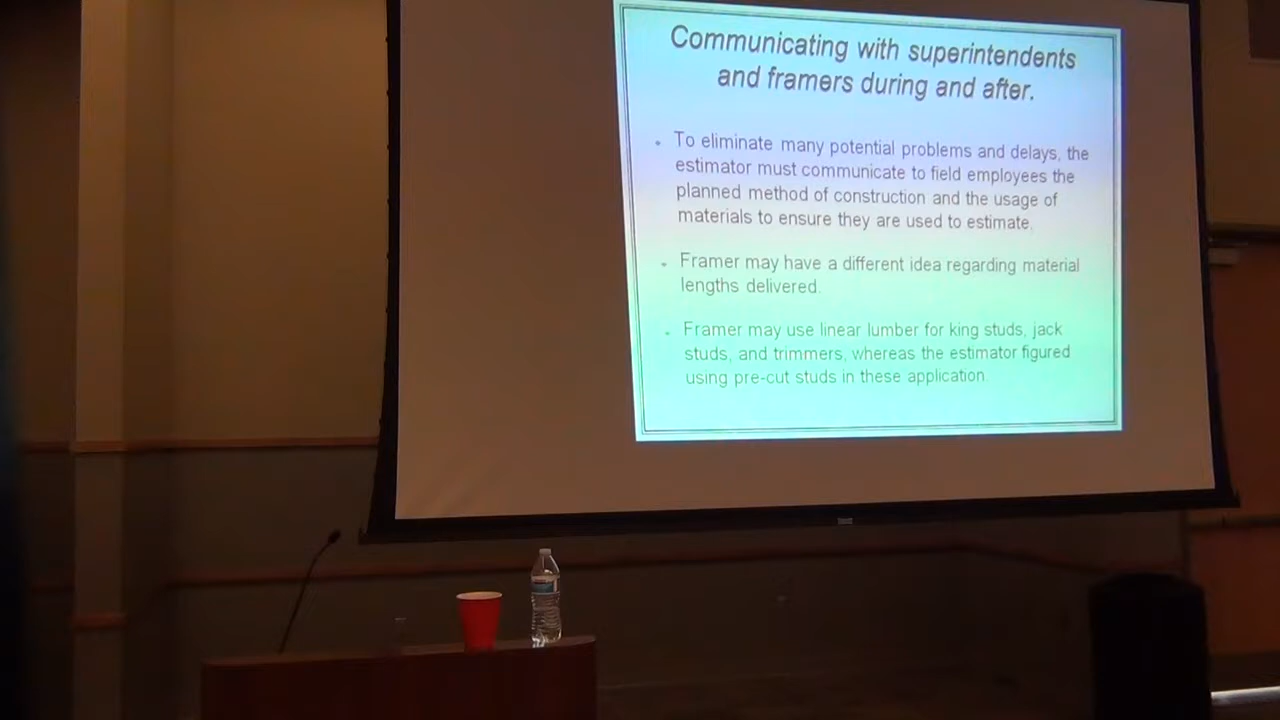 Communicating with superintendents
and framers during and after.
To eliminate many potential problems and delays, the
estimator must communicate to field employees the
planned method of construction and the usage of
materials to ensure they are used to estimate.
Framer may have a different idea regarding material
lengths delivered.
Framer may use linear lumber for king studs, jack
studs, and trimmers, whereas the estimator figured
using pre-cut studs in these application.